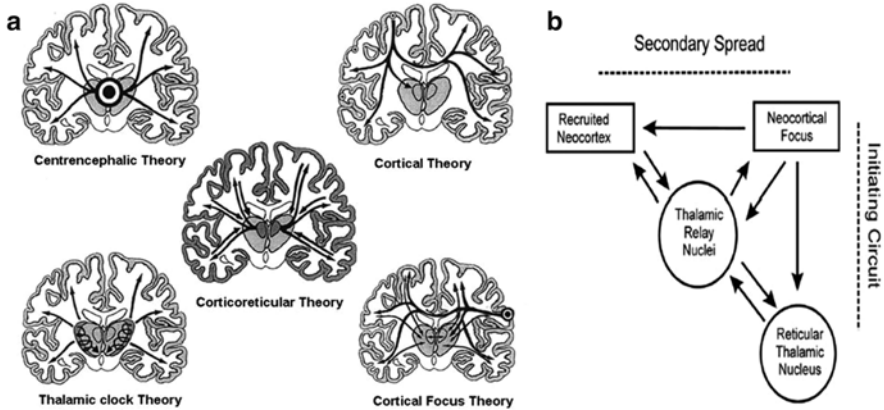 a
Centrencephalic Theory
Cortical Theory
Corticoreticular Theory
Thalamic clock Theory
Cortical Focus Theory
b
Secondary Spread
Recruited
Neocortex
Neocortical
Focus
Thalamic
Relay
Nuclei
Reticular
Thalamic
Nucleus
Initiating Circuit